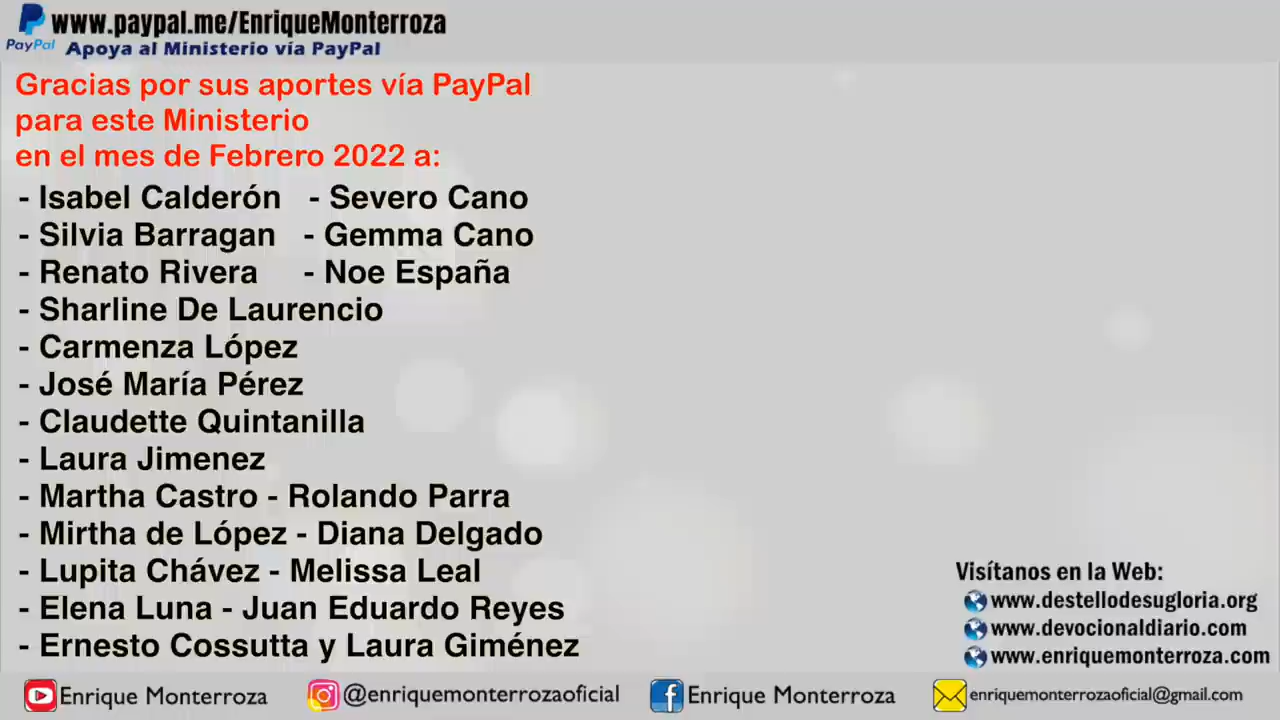 www.paypal.me/EnriqueMonterroza
PayPal Apoya al Ministerio vía PayPal
Gracias por sus aportes vía PayPal
para este Ministerio
en el mes de Febrero 2022 a:
- Isabel Calderón - Severo Cano
- Silvia Barragan - Gemma Cano
- Renato Rivera - Noe España
- Sharline De Laurencio
- Carmenza López
- José María Pérez
- Claudette Quintanilla
- Laura Jimenez
- Martha Castro - Rolando Parra
- Mirtha de López - Diana Delgado
- Lupita Chávez - Melissa Leal
- Elena Luna - Juan Eduardo Reyes
- Ernesto Cossutta y Laura Giménez
Visítanos en la Web:
www.destellodesugloria.org
www.devocionaldiario.com
www.enriquemonterroza.com
Enrique Monterroza @enriquemonterrozaoficial Enrique Monterroza enriquemonterrozaoficial@gmail.com